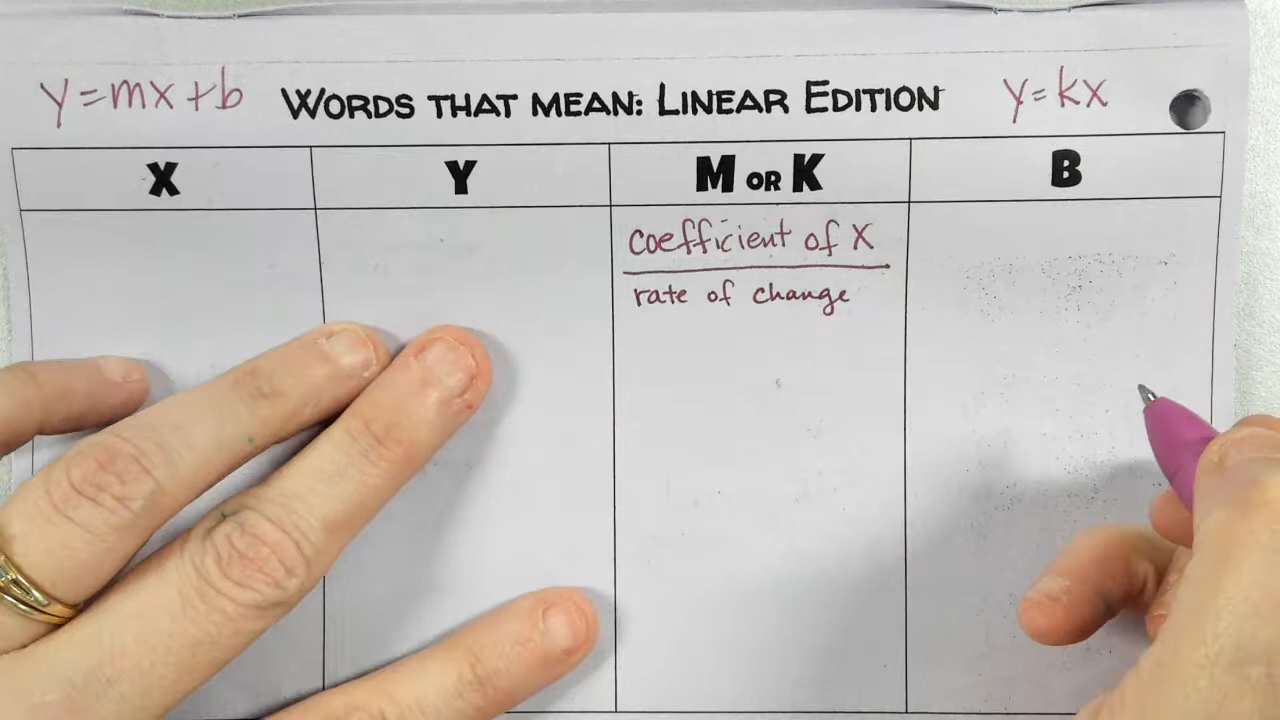 y=mx+b WORDS THAT MEAN: LINEAR EDITION y=kx
X Y M OR K B
coefficient of x
rate of change